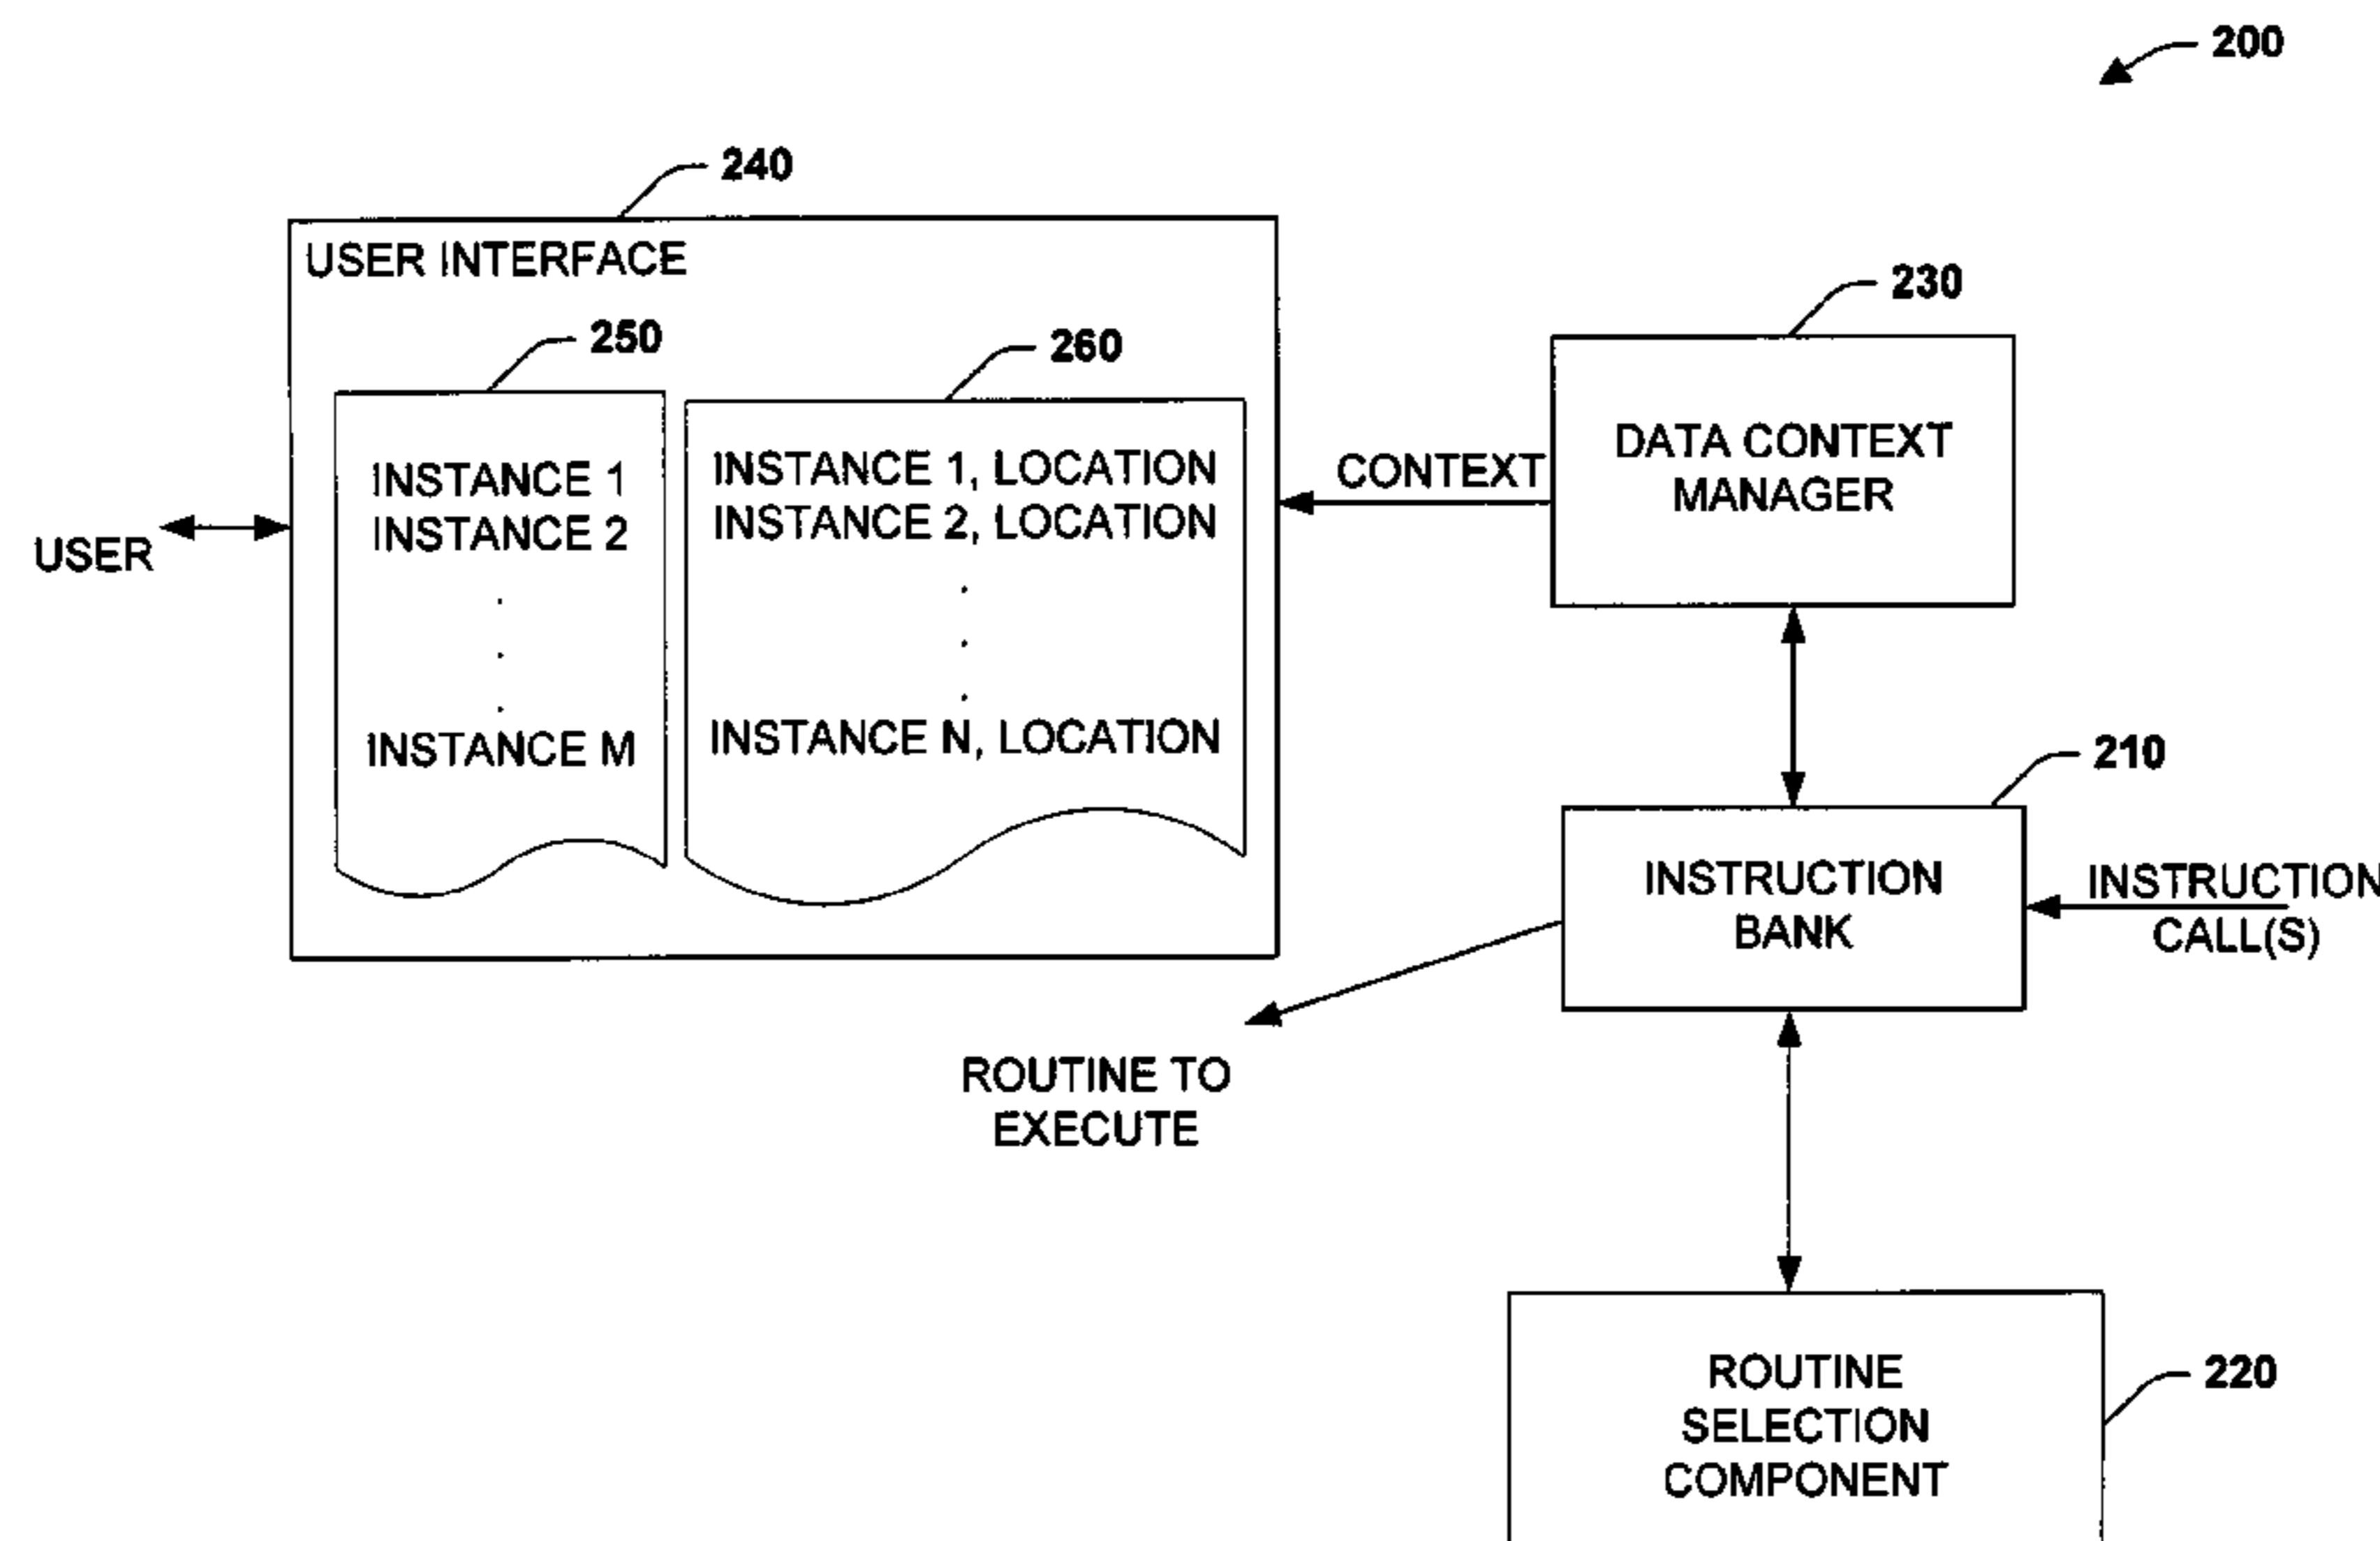 200
240
USER INTERFACE
230
250
260
DATA CONTEXT
MANAGER
INSTANCE 1
INSTANCE 2
.
.
.
INSTANCE M
INSTANCE 1, LOCATION
INSTANCE 2, LOCATION
.
.
.
INSTANCE N, LOCATION
CONTEXT
USER
210
INSTRUCTION
BANK
INSTRUCTION
CALL(S)
ROUTINE TO
EXECUTE
ROUTINE
SELECTION
COMPONENT
220